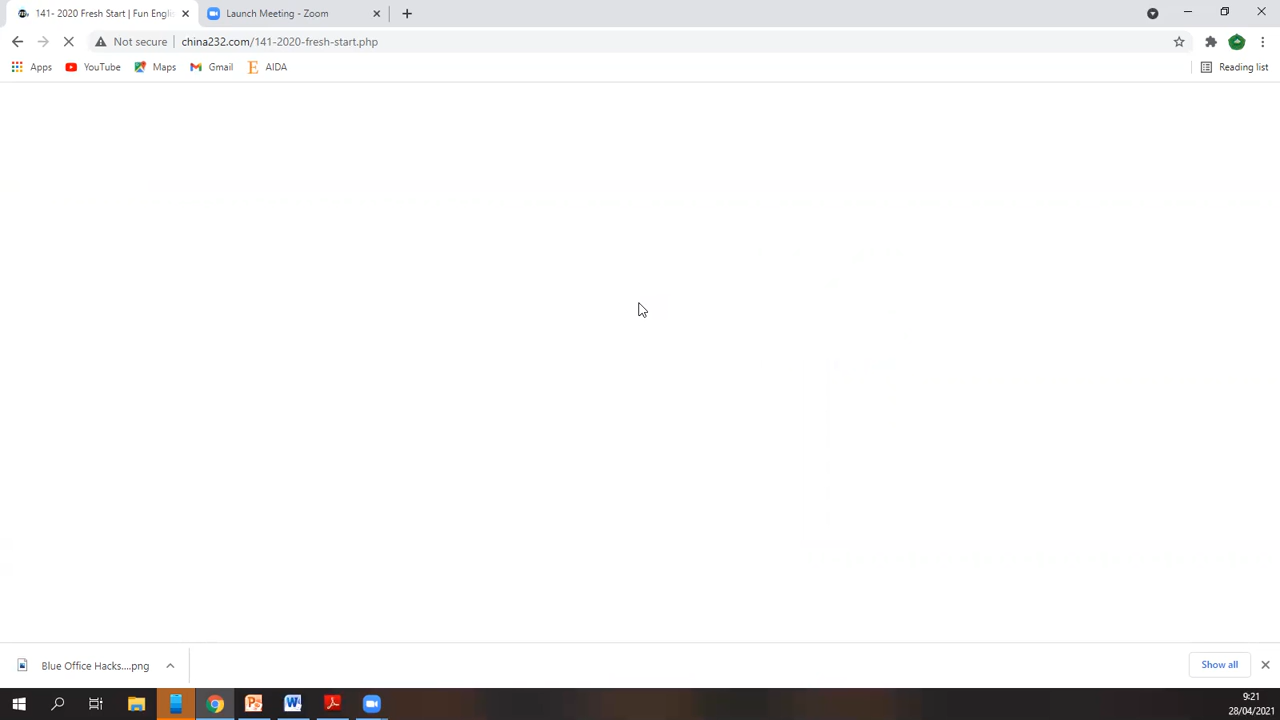 141- 2020 Fresh Start | Fun Engli
Launch Meeting - Zoom
Not secure
china232.com/141-2020-fresh-start.php
Apps
YouTube
Maps
Gmail
AIDA
Reading list
Blue Office Hacks....png
Show all
9:21
28/04/2021